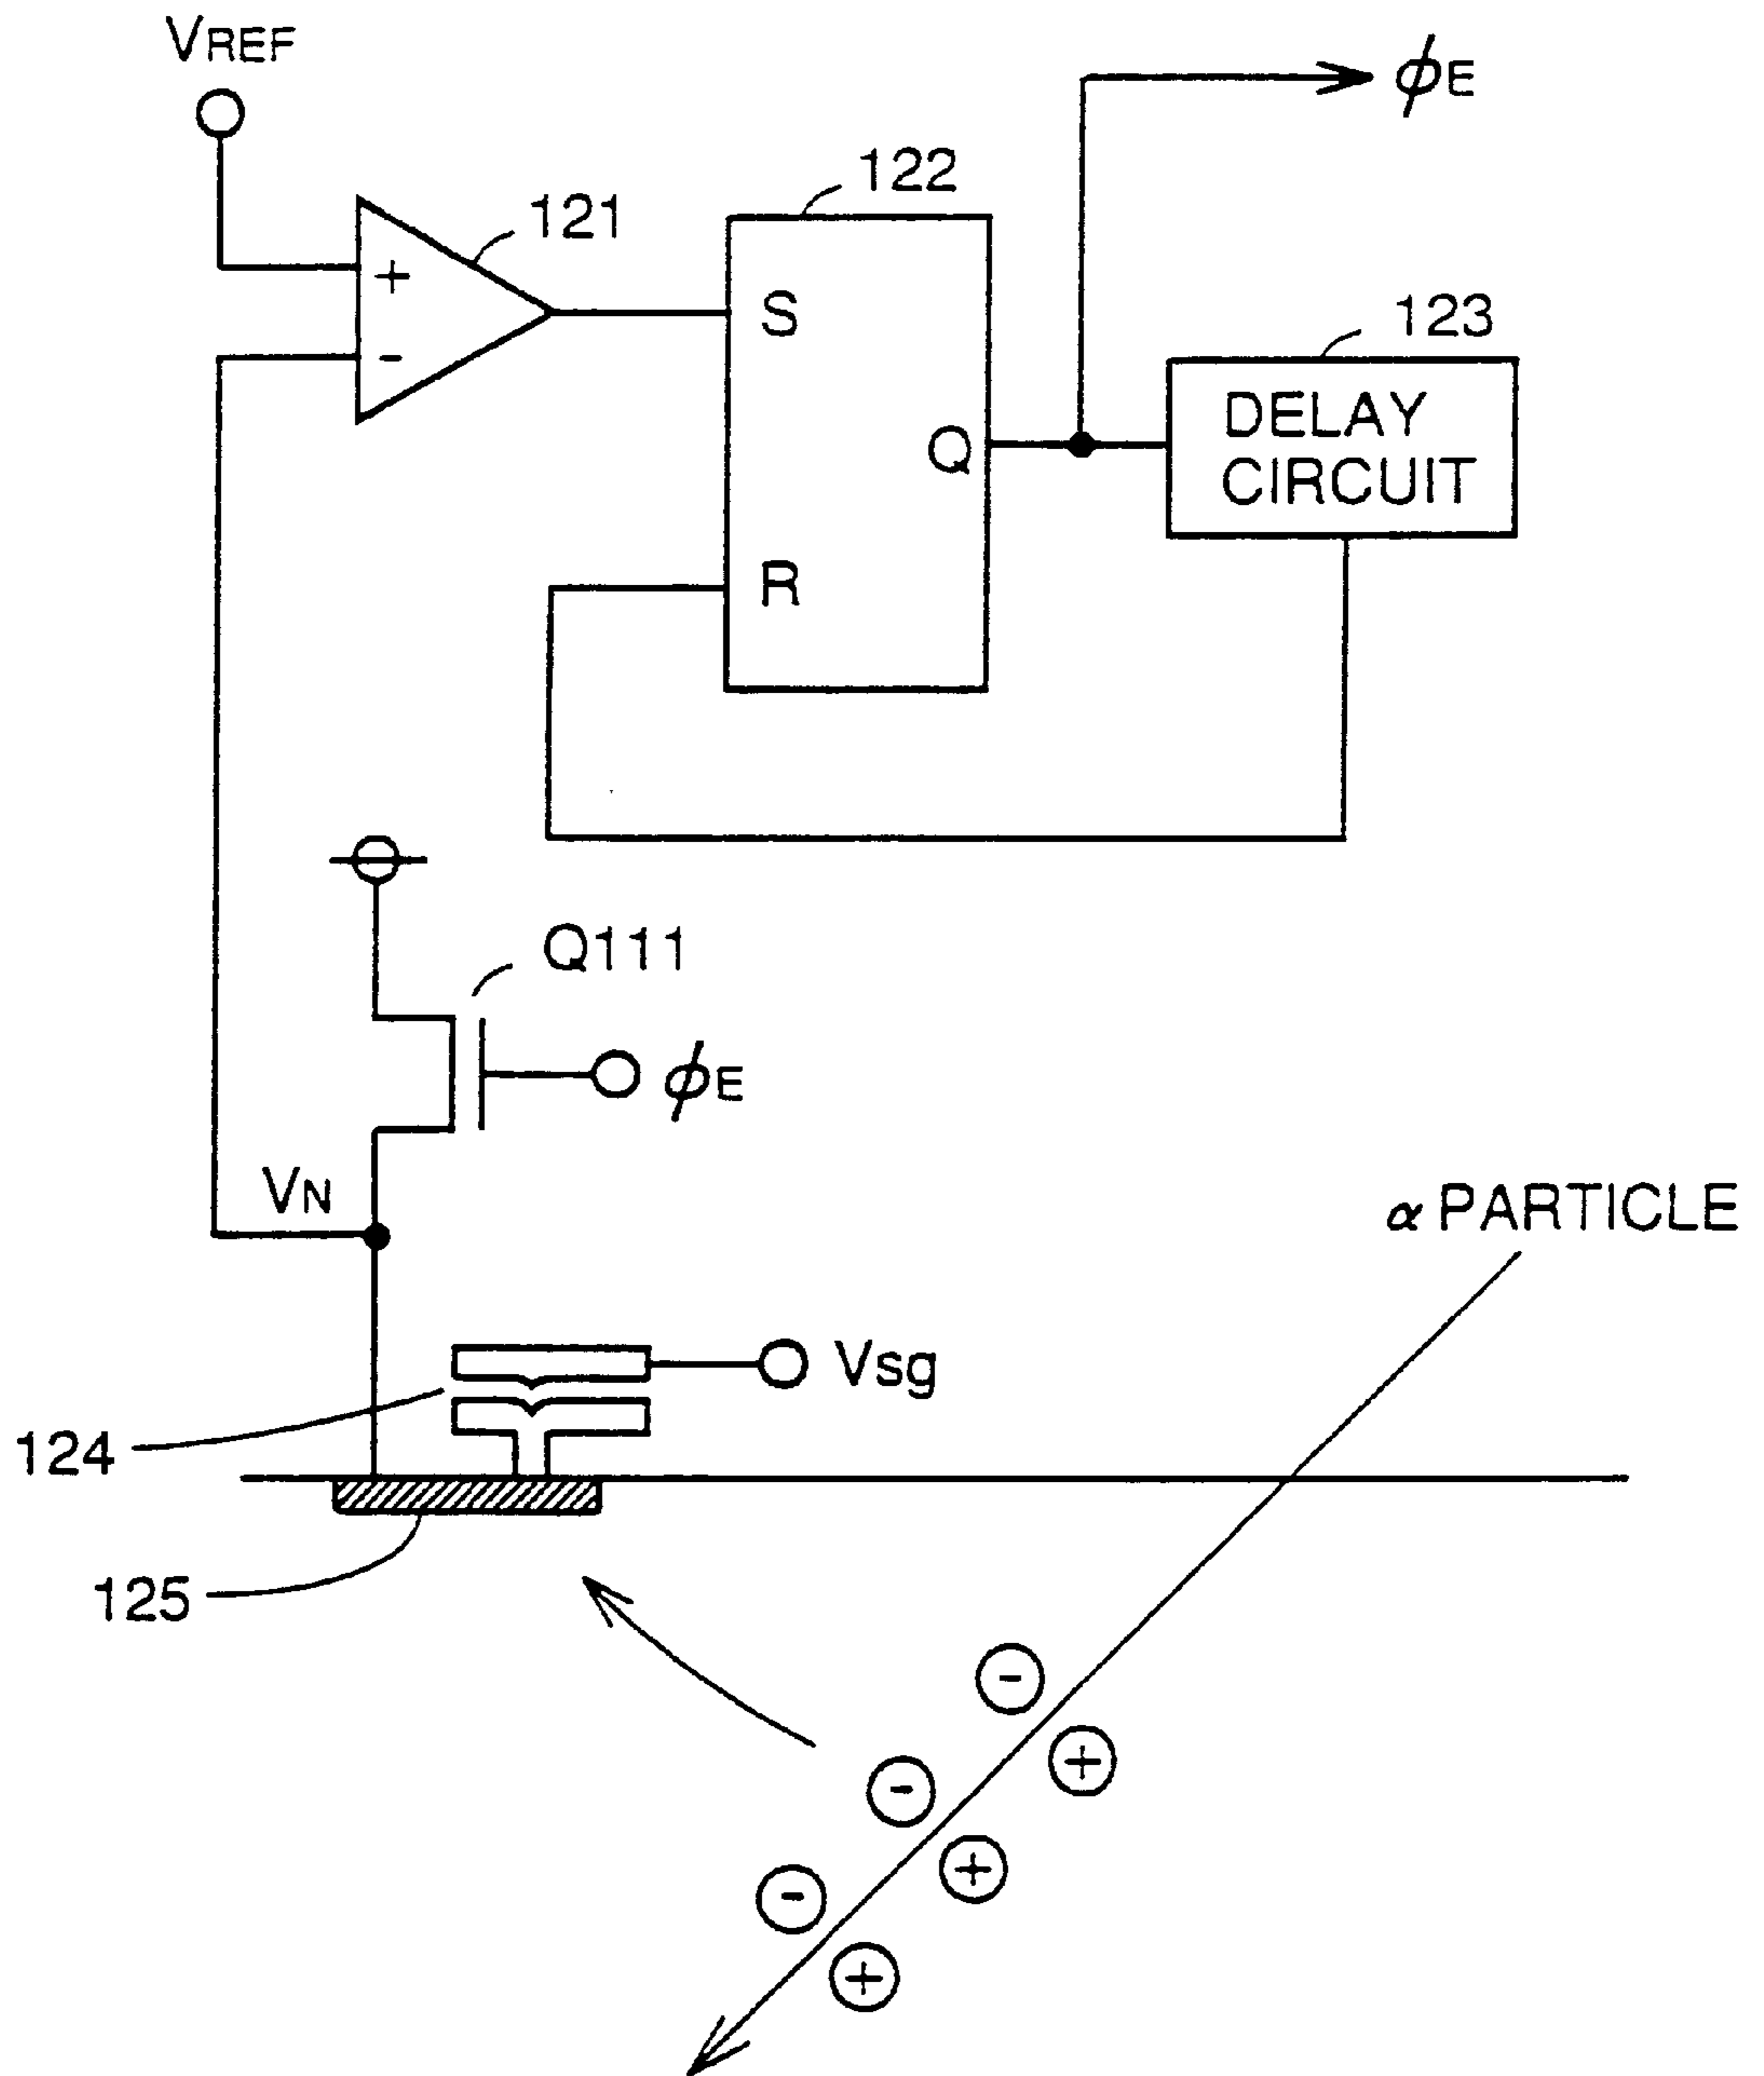 VREF
ϕE
122
121
+
S
123
-
DELAY
Q
CIRCUIT
R
Q111
ϕE
VN
α PARTICLE
Vsg
124
125
-
+
-
+
-
+